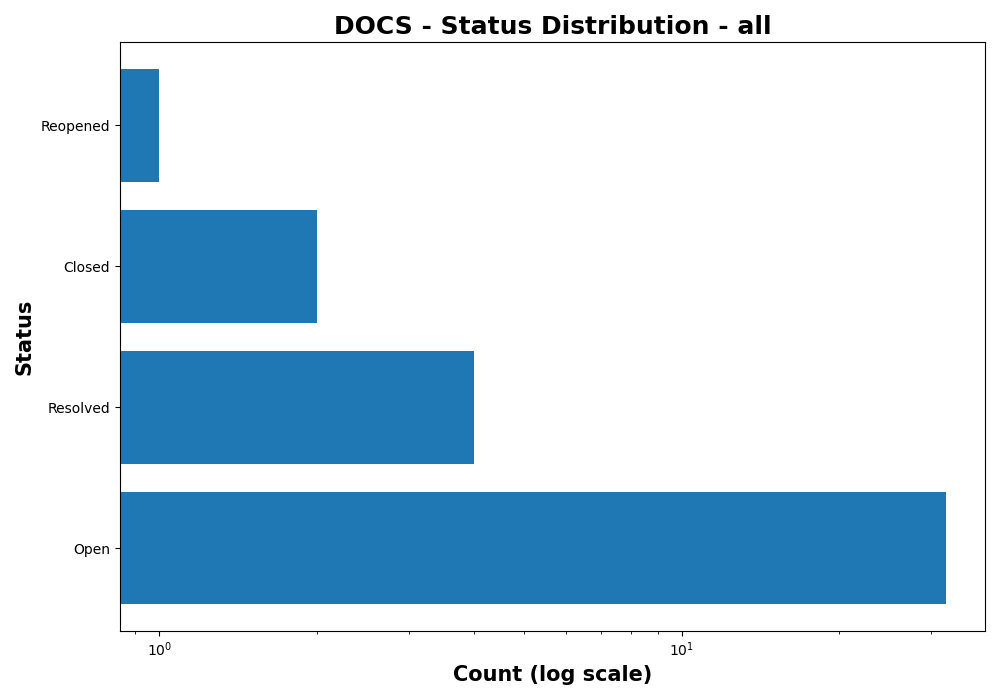 DOCS - Status Distribution - all
Status
Reopened
Closed
Resolved
Open
10⁰
10¹
Count (log scale)